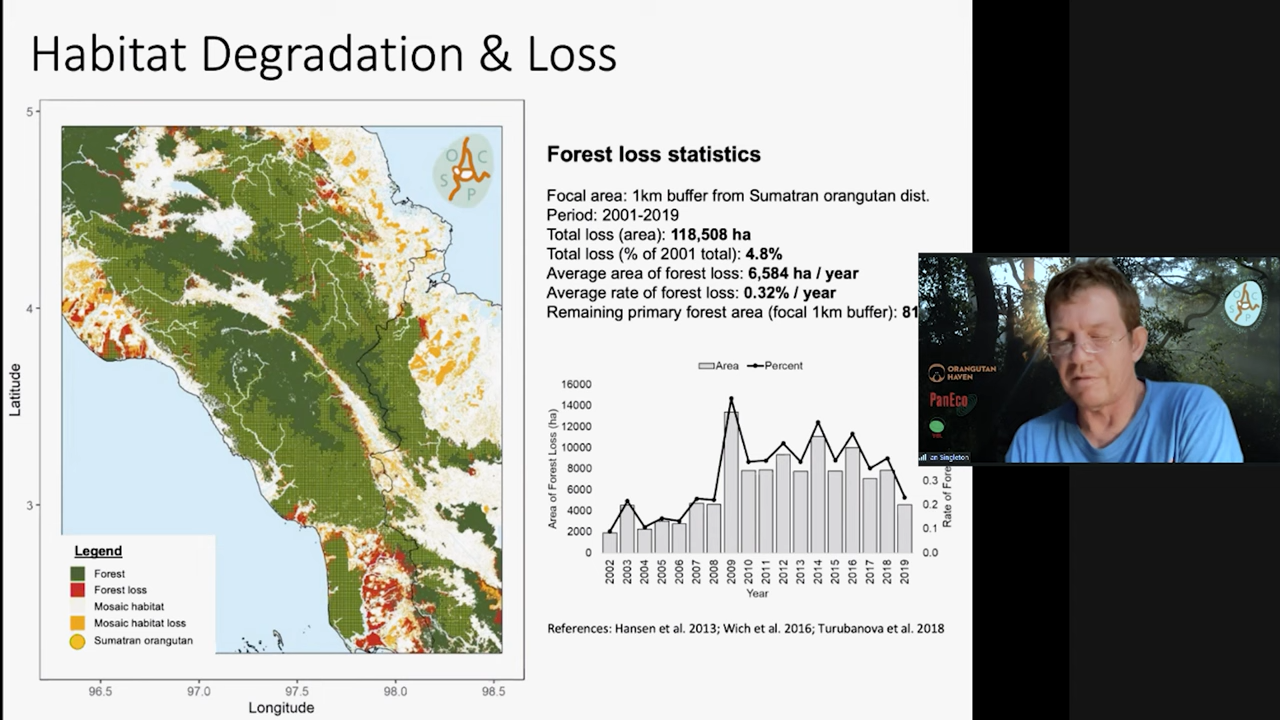 Habitat Degradation & Loss
5
4
3
Latitude
O
C
S
P
Legend
Forest
Forest loss
Mosaic habitat
Mosaic habitat loss
Sumatran orangutan
96.5 97.0 97.5 98.0 98.5
Longitude
Forest loss statistics
Focal area: 1km buffer from Sumatran orangutan dist.
Period: 2001-2019
Total loss (area): 118,508 ha
Total loss (% of 2001 total): 4.8%
Average area of forest loss: 6,584 ha / year
Average rate of forest loss: 0.32% / year
Remaining primary forest area (focal 1km buffer): 81
Area Percent
16000
14000
12000
10000
8000
6000
4000
2000
0
Area of Forest Loss (ha)
0.3
0.2
0.1
0.0
Rate of Fore
2002 2003 2004 2005 2006 2007 2008 2009 2010 2011 2012 2013 2014 2015 2016 2017 2018 2019
Year
References: Hansen et al. 2013; Wich et al. 2016; Turubanova et al. 2018
ORANGUTAN
HAVEN
PanEco
Ian Singleton